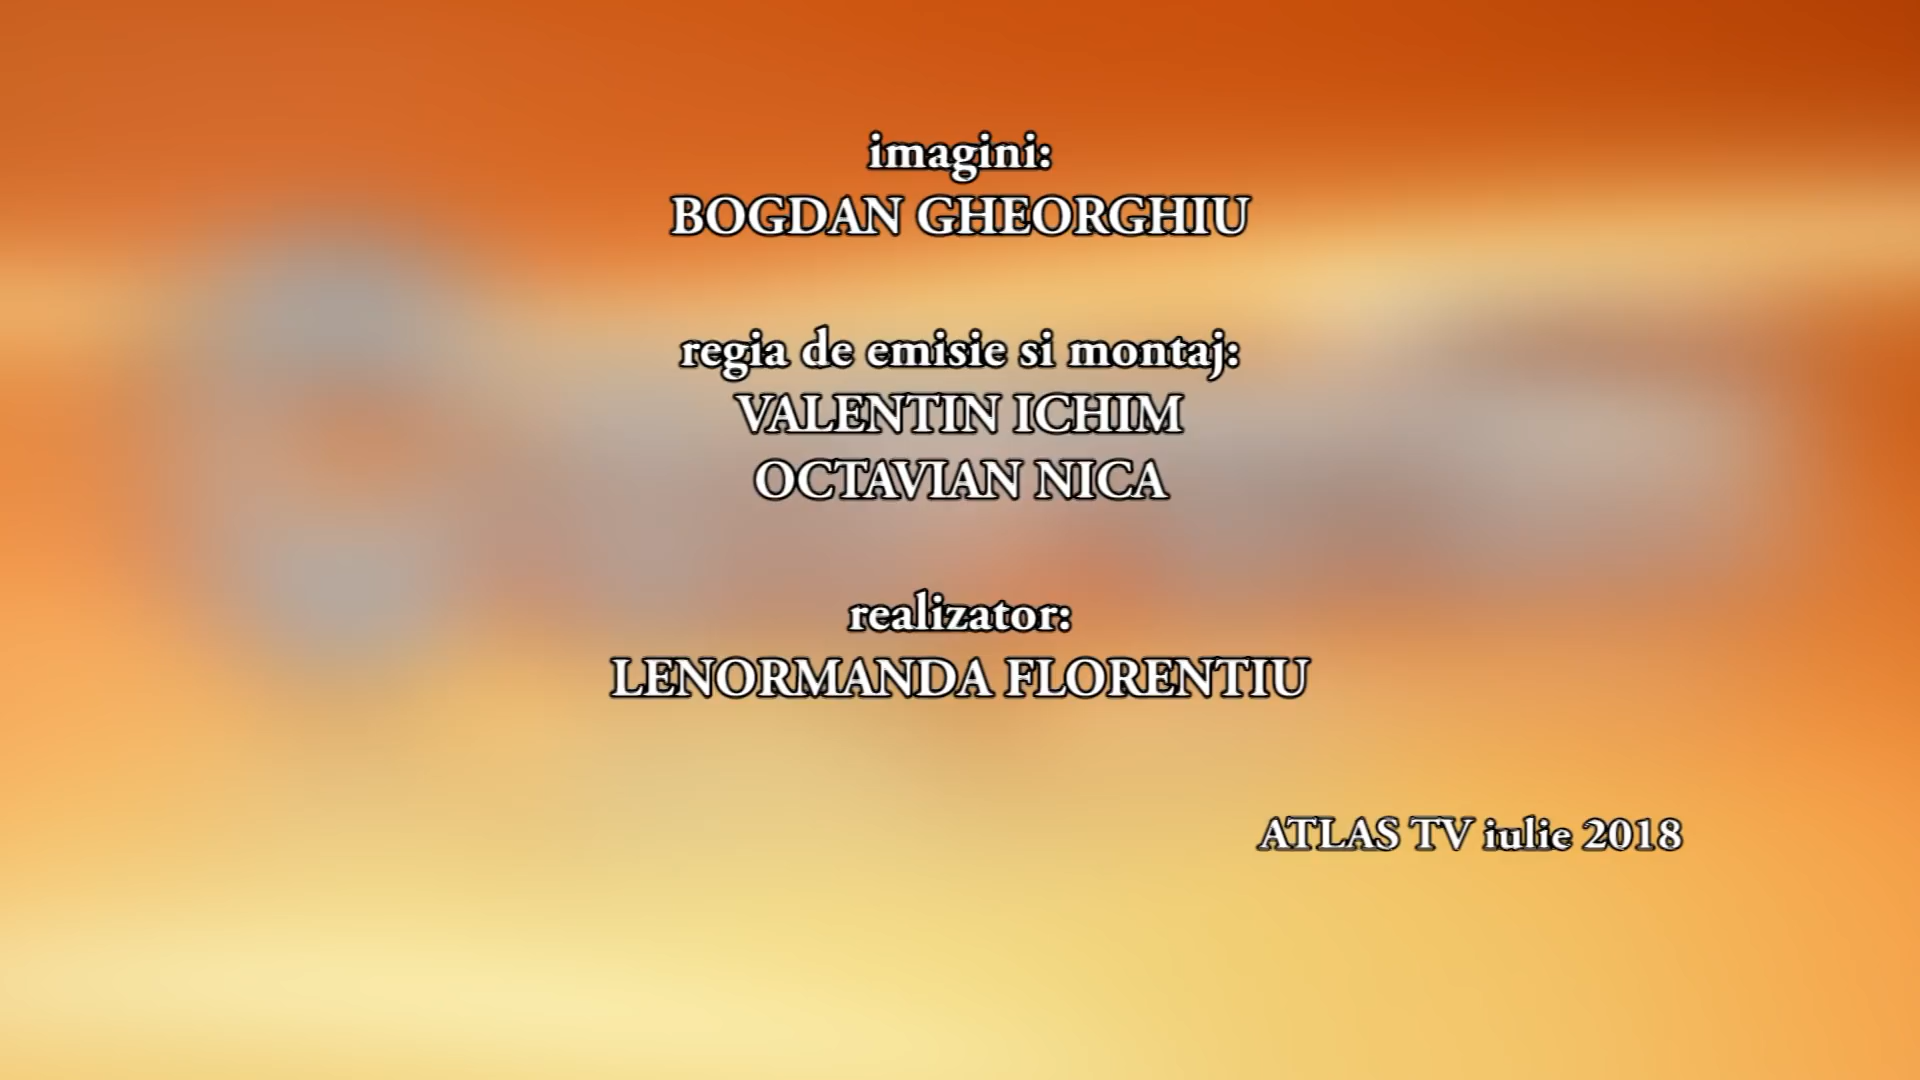 imagini:
BOGDAN GHEORGHIU
regia de emisie si montaj:
VALENTIN ICHIM
OCTAVIAN NICA
realizator:
LENORMANDA FLORENTIU
ATLAS TV iulie 2018